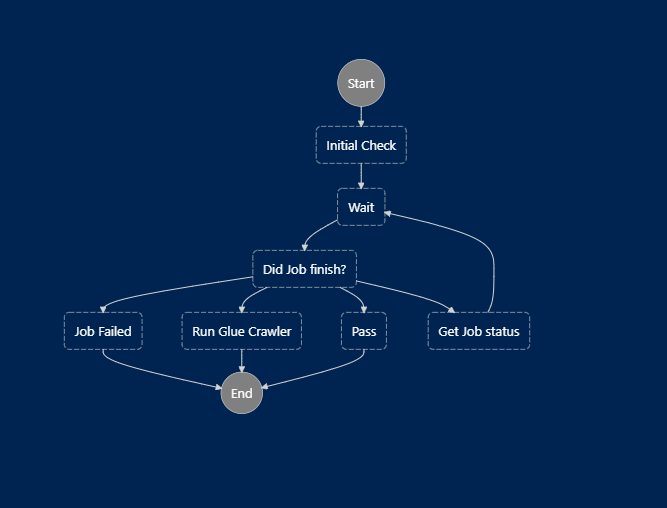 Start
Initial Check
Wait
Did Job finish?
Job Failed
Run Glue Crawler
Pass
Get Job status
End